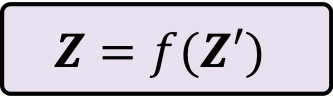 Z = f(Z′)